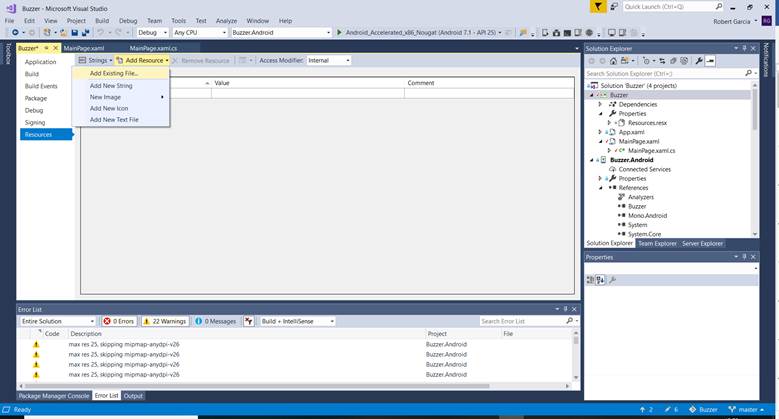 Buzzer - Microsoft Visual Studio
Quick Launch (Ctrl+Q)
File Edit View Project Build Debug Team Tools Test Analyze Window Help
Robert Garcia RG
Debug Any CPU Buzzer.Android Android_Accelerated_x86_Nougat (Android 7.1 - API 25)
Toolbox
Buzzer* MainPage.xaml MainPage.xaml.cs
Application
Build
Build Events
Package
Debug
Signing
Resources
Strings Add Resource Remove Resource Access Modifier: Internal
Add Existing File...
Add New String
New Image
Add New Icon
Add New Text File
Value Comment
Solution Explorer
Search Solution Explorer (Ctrl+;)
Solution 'Buzzer' (4 projects)
Buzzer
Dependencies
Properties
Resources.resx
App.xaml
MainPage.xaml
MainPage.xaml.cs
Buzzer.Android
Connected Services
Properties
References
Analyzers
Buzzer
Mono.Android
System
System.Core
Solution Explorer Team Explorer Server Explorer
Properties
Notifications
Error List
Entire Solution 0 Errors 22 Warnings 0 Messages Build + IntelliSense Search Error List
Code Description Project File
max res 25, skipping mipmap-anydpi-v26 Buzzer.Android
max res 25, skipping mipmap-anydpi-v26 Buzzer.Android
max res 25, skipping mipmap-anydpi-v26 Buzzer.Android
max res 25, skipping mipmap-anydpi-v26 Buzzer.Android
Package Manager Console Error List Output
Ready 2 6 Buzzer master